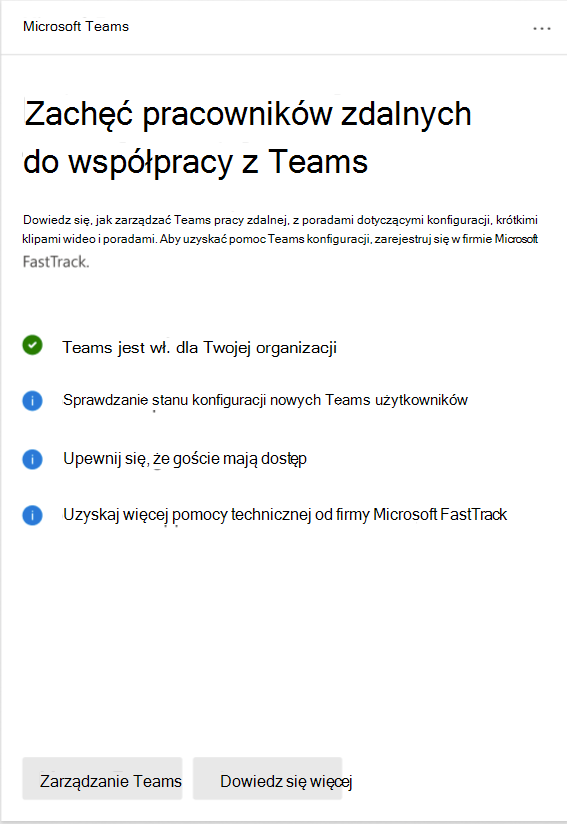 Microsoft Teams
Zachęć pracowników zdalnych
do współpracy z Teams
Dowiedz się, jak zarządzać Teams pracy zdalnej, z poradami dotyczącymi konfiguracji, krótkimi
klipami wideo i poradami. Aby uzyskać pomoc Teams konfiguracji, zarejestruj się w firmie Microsoft
FastTrack.
Teams jest wł. dla Twojej organizacji
Sprawdzanie stanu konfiguracji nowych Teams użytkowników
Upewnij się, że goście mają dostęp
Uzyskaj więcej pomocy technicznej od firmy Microsoft FastTrack
Zarządzanie Teams
Dowiedz się więcej